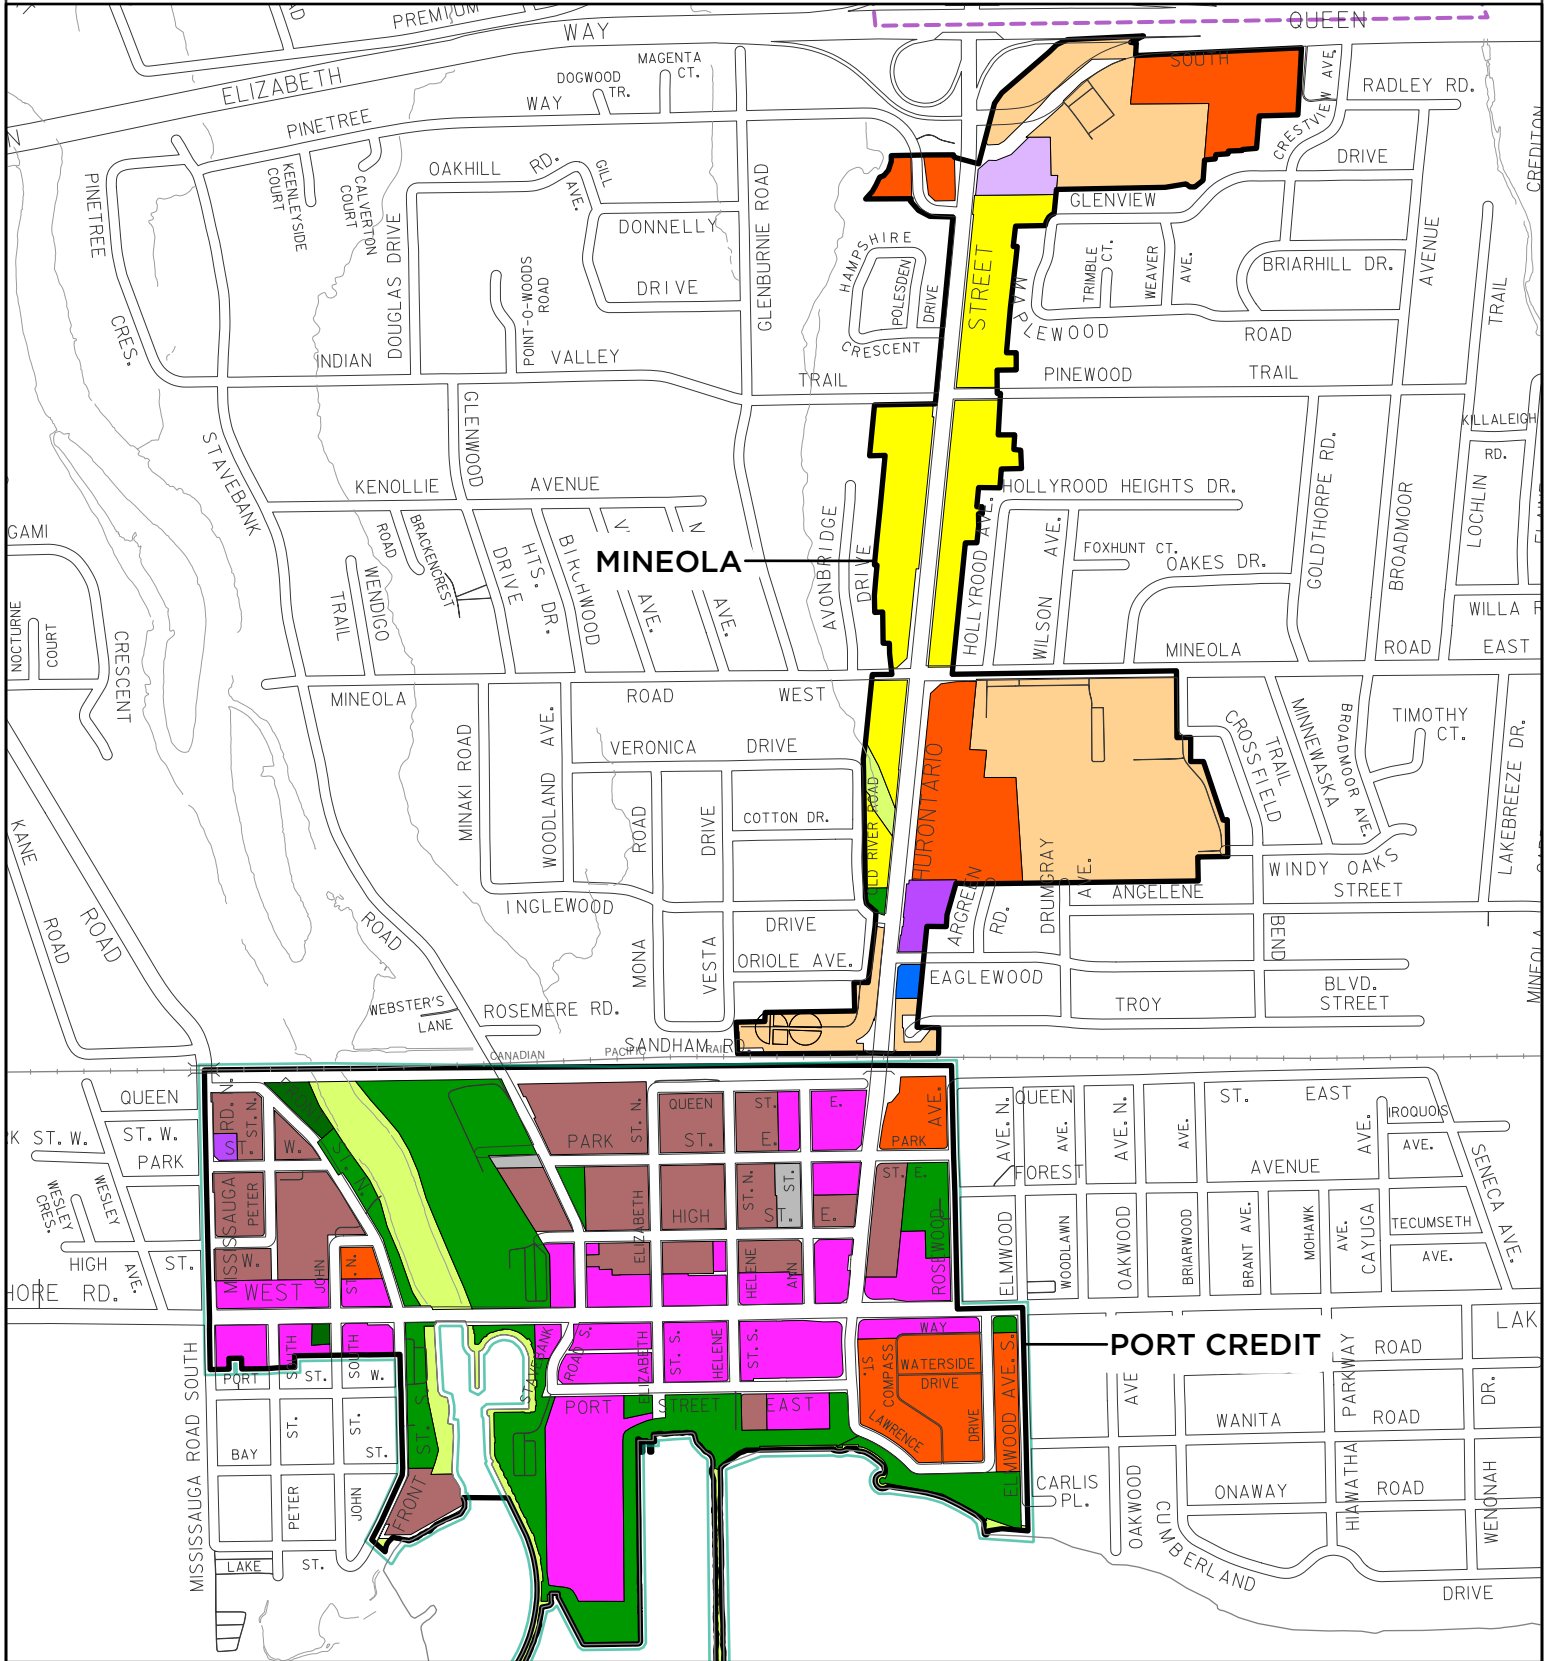 PREMIUM
WAY
QUEEN
ELIZABETH
DOGWOOD
TR.
MAGENTA
CT.
WAY
SOUTH
RADLEY RD.
CRESTVIEW AVE.
CREDITON
PINETREE
PINETREE
CRES.
KEENLEYSIDE
COURT
CALVERTON
COURT
OAKHILL
RD.
GILL
AVE.
DONNELLY
DRIVE
GLENBURNIE ROAD
DOUGLAS DRIVE
POINT-O-WOODS
ROAD
DRIVE
GLENVIEW
HAMPSHIRE
POLESDEN
DRIVE
CRESCENT
STREET
MAPLEWOOD
ROAD
TRIMBLE
CT.
WEAVER
AVE.
BRIARHILL DR.
AVENUE
TRAIL
INDIAN
VALLEY
TRAIL
PINEWOOD
TRAIL
KILLALEIGH
RD.
STAVEBANK
GLENWOOD
KENOLLIE
AVENUE
HOLLYROOD HEIGHTS DR.
GOLDTHORPE RD.
BROADMOOR
LOCHLIN
GAMI
ROAD
BRACKENCREST
DRIVE
HTS. DR.
BIRCHWOOD
MINEOLA
AVONBRIDGE
DRIVE
HOLLYROOD AVE.
WILSON AVE.
FOXHUNT CT.
OAKES DR.
WENDIGO
TRAIL
AVE.
AVE.
NOCTURNE
COURT
CRESCENT
WILLA
MINEOLA
ROAD
EAST
MINEOLA
ROAD
WEST
MINAKI ROAD
WOODLAND AVE.
VERONICA
DRIVE
CROSSFIELD
TRAIL
MINNEWASKA
BROADMOOR AVE.
TIMOTHY
CT.
LAKEBREEZE DR.
KANE
ROAD
ROAD
ROAD
DRIVE
COTTON DR.
OLD RIVER ROAD
HURONTARIO
WINDY OAKS
STREET
INGLEWOOD
DRIVE
ROAD
MONA
VESTA
ORIOLE AVE.
ARGREEN
RD.
DRUMGRAY
AVE.
ANGELENE
BEND
EAGLEWOOD
BLVD.
TROY
STREET
MINEOLA
WEBSTER'S
LANE
ROSEMERE RD.
SANDHAM RD.
CANADIAN
PACIFIC
RAIL
QUEEN
ST. W.
ST. W.
PARK
WESLEY
CRES.
WESLEY
AVE.
HIGH
ST.
HORE RD.
RD. N.
ST. N.
MISSISSAUGA
PETER
W.
W.
WEST
JOHN
ST. N.
FRONT
ST. N.
PARK
ST.
E.
ST. N.
QUEEN
ST.
E.
AVE.
PARK
ST. E.
ELIZABETH
HIGH
ST. N.
ST.
ST.
E.
HELENE
ANN
ROSEWOOD
QUEEN
ST.
EAST
AVE. N.
AVE.
AVE. N.
AVE.
AVE.
IROQUOIS
AVE.
FOREST
AVENUE
SENECA AVE.
ELMWOOD
WOODLAWN
OAKWOOD
BRIARWOOD
BRANT AVE.
MOHAWK
AVE.
CAYUGA
TECUMSETH
AVE.
LAK
PORT CREDIT
ROAD
MISSISSAUGA ROAD SOUTH
PORT
ST.
W.
SOUTH
SOUTH
BAY
ST.
ST.
ST.
PETER
JOHN
LAKE
ST.
FRONT
ST. S.
STAVEBANK
ROAD S.
ELIZABETH
ST. S.
HELENE
ST. S.
PORT
STREET
EAST
WAY
COMPASS
ST.
WATERSIDE
DRIVE
LAWRENCE
DRIVE
ELMWOOD AVE. S.
AVE
OAKWOOD
CARLIS
PL.
WANITA
ROAD
PARKWAY
HIAWATHA
ONAWAY
ROAD
DR.
WENONAH
CUMBERLAND
DRIVE